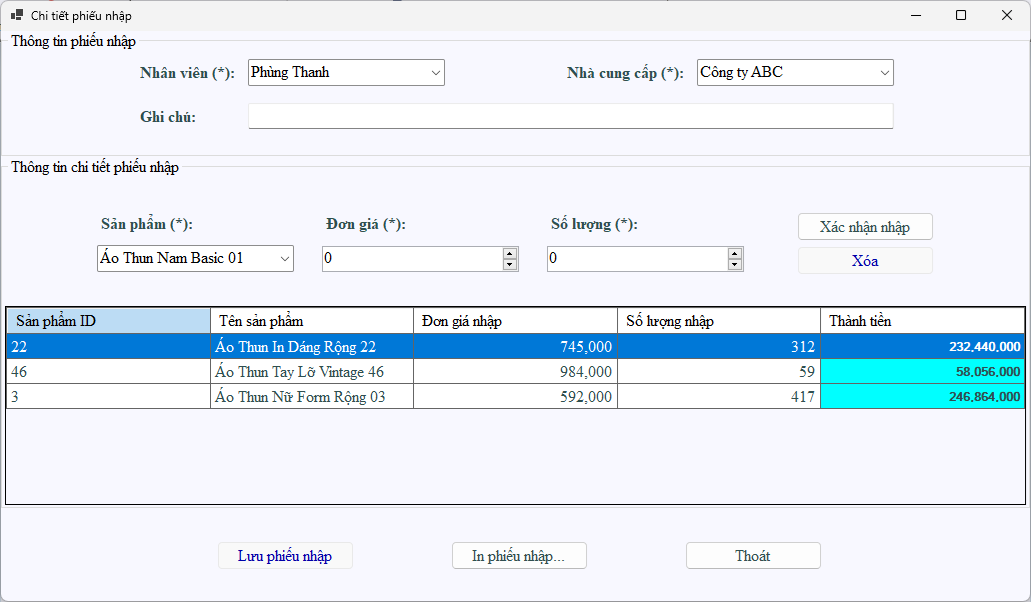 Chi tiết phiếu nhập
Thông tin phiếu nhập
Nhân viên (*): Phùng Thanh Nhà cung cấp (*): Công ty ABC
Ghi chú:
Thông tin chi tiết phiếu nhập
Sản phẩm (*): Đơn giá (*): Số lượng (*): Xác nhận nhập
Áo Thun Nam Basic 01 0 0 Xóa
Sản phẩm ID Tên sản phẩm Đơn giá nhập Số lượng nhập Thành tiền
22 Áo Thun In Dáng Rộng 22 745,000 312 232,440,000
46 Áo Thun Tay Lỡ Vintage 46 984,000 59 58,056,000
3 Áo Thun Nữ Form Rộng 03 592,000 417 246,864,000
Lưu phiếu nhập In phiếu nhập... Thoát